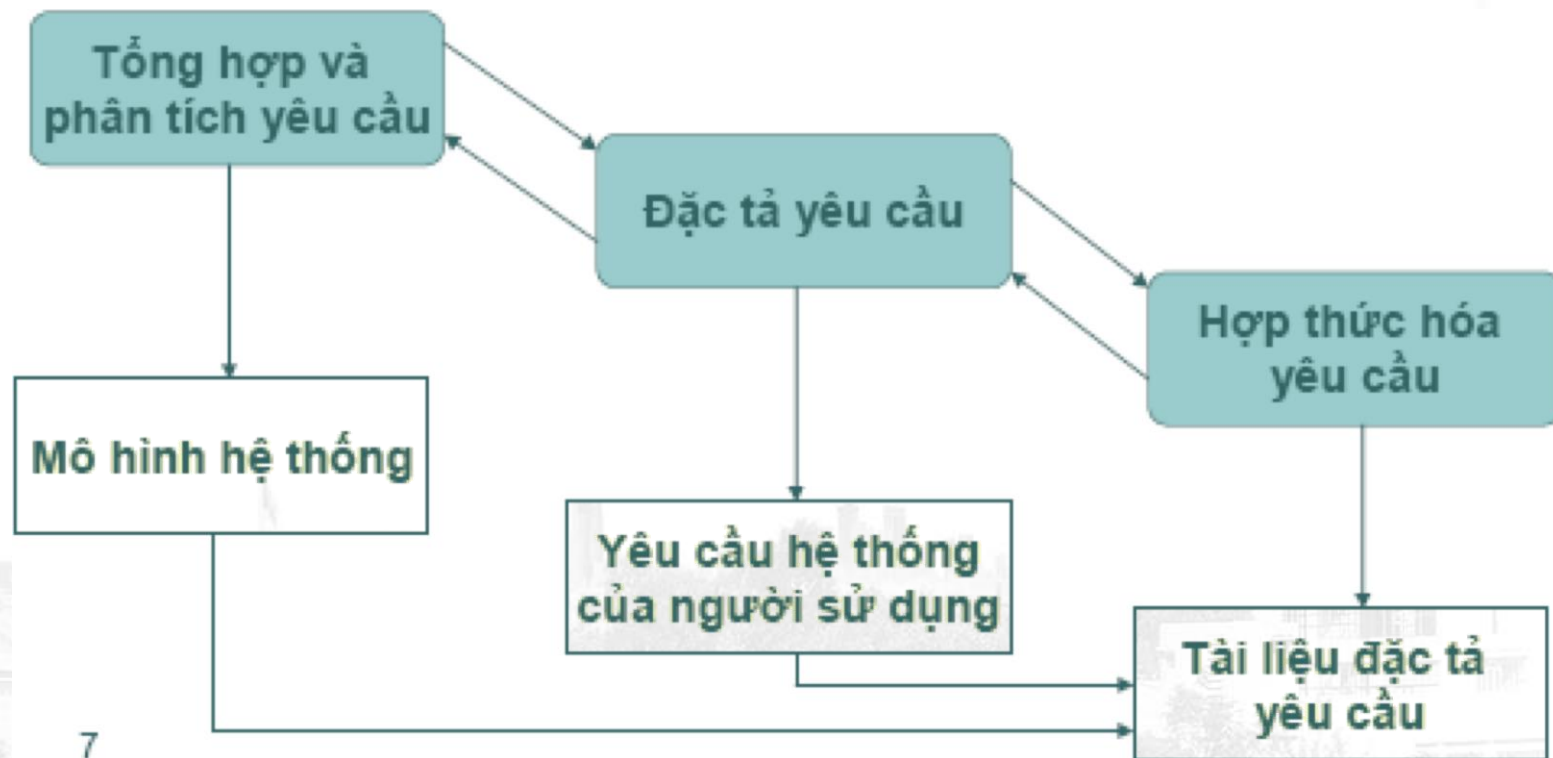 Tổng hợp và
phân tích yêu cầu
Đặc tả yêu cầu
Hợp thức hóa
yêu cầu
Mô hình hệ thống
Yêu cầu hệ thống
của người sử dụng
Tài liệu đặc tả
yêu cầu
7